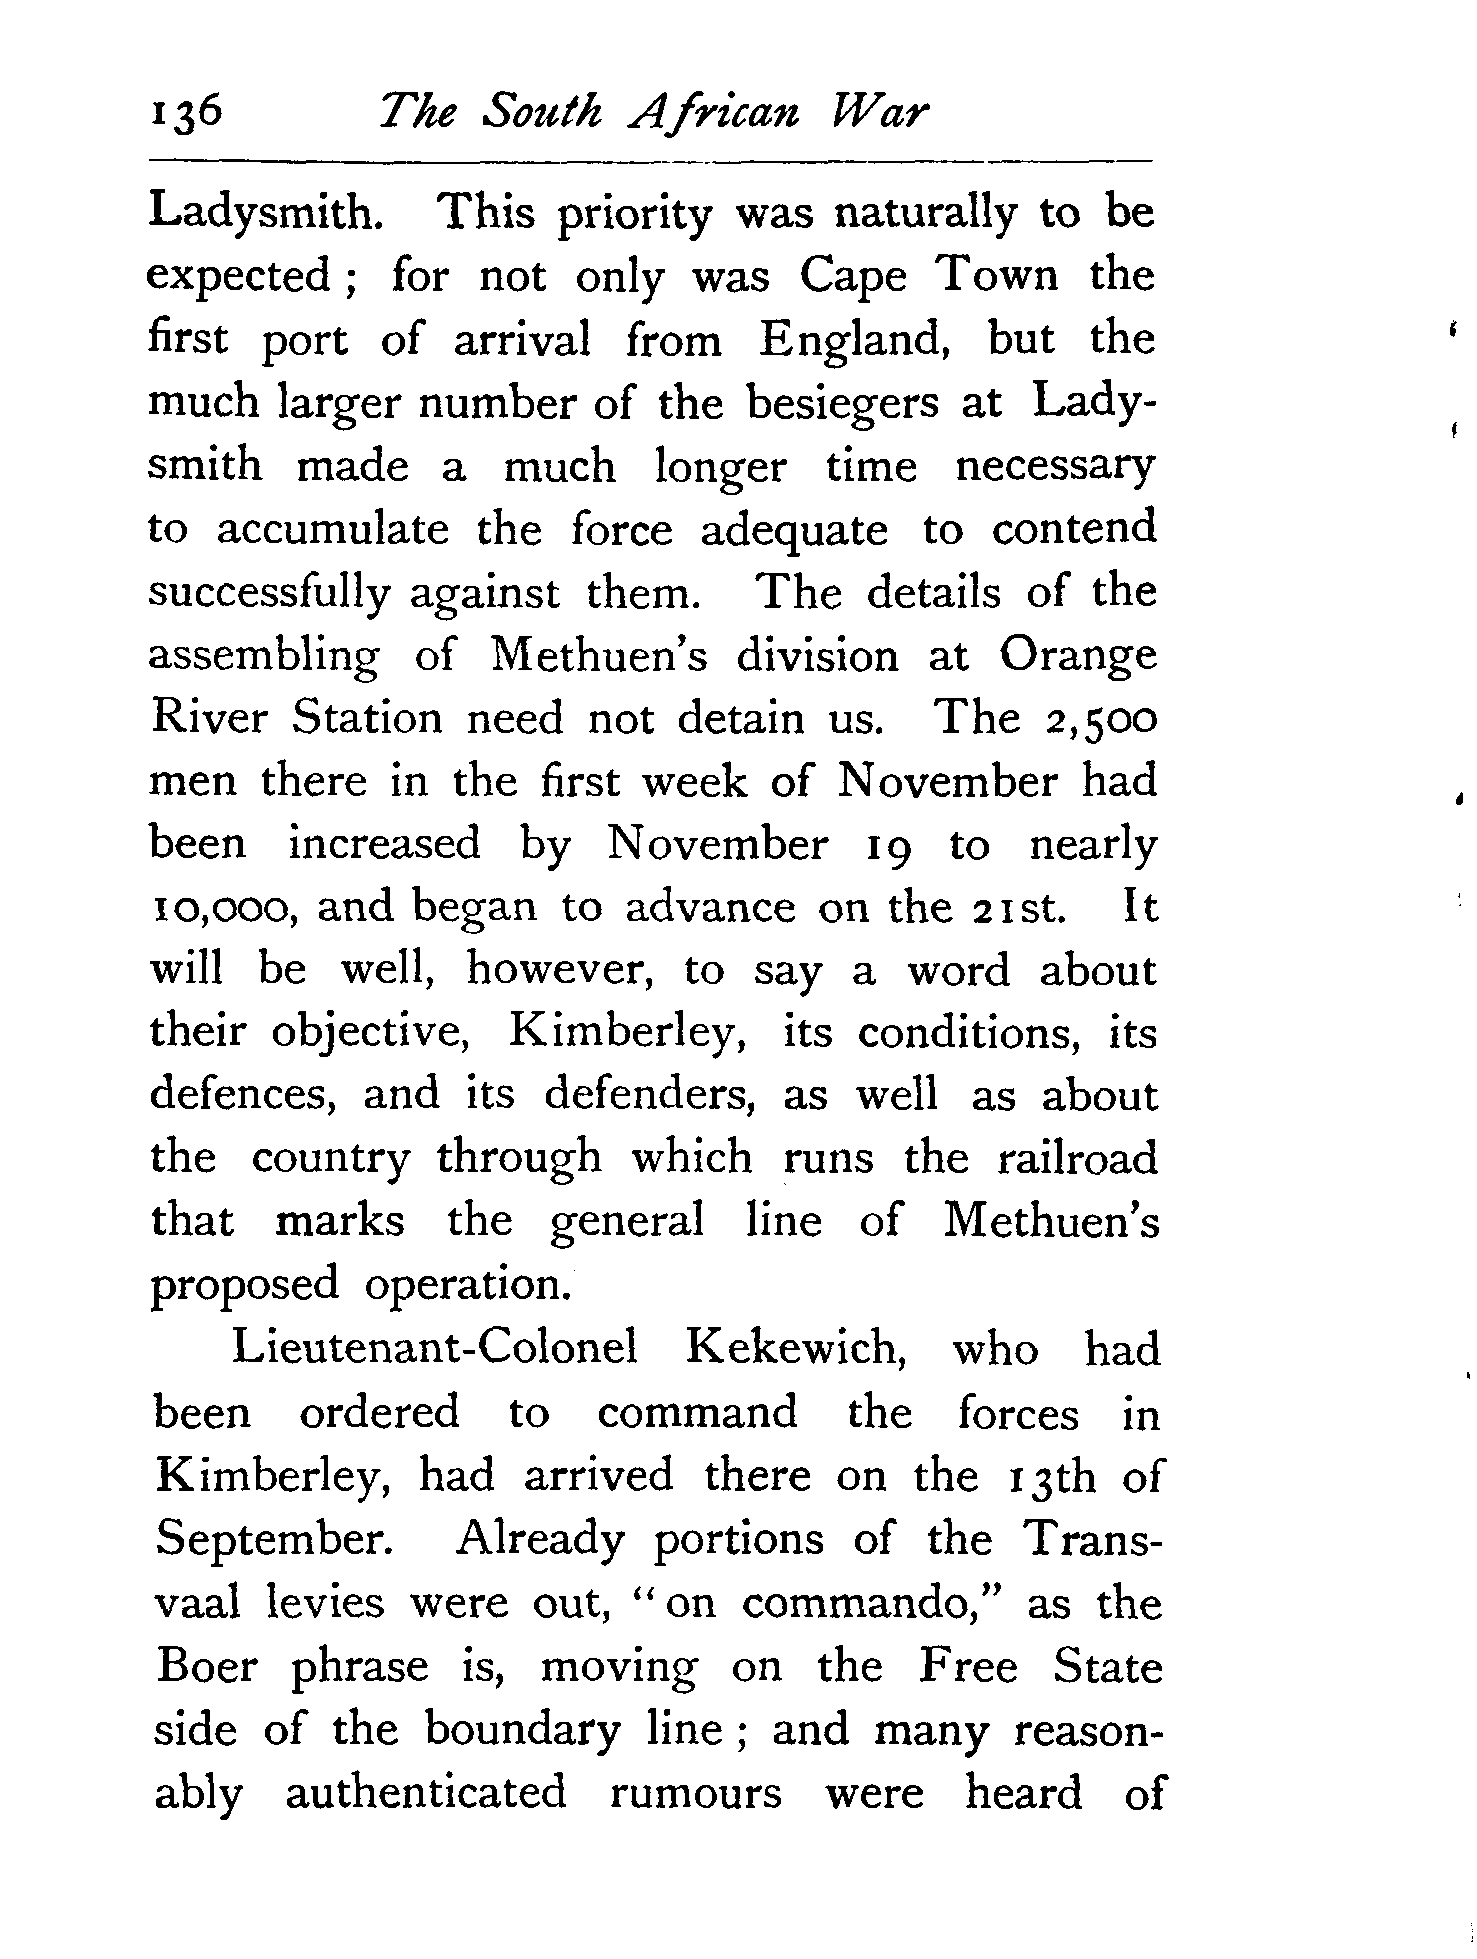 136 The South African War
Ladysmith. This priority was naturally to be
expected ; for not only was Cape Town the
first port of arrival from England, but the
much larger number of the besiegers at Lady-
smith made a much longer time necessary
to accumulate the force adequate to contend
successfully against them. The details of the
assembling of Methuen's division at Orange
River Station need not detain us. The 2,500
men there in the first week of November had
been increased by November 19 to nearly
10,000, and began to advance on the 21st. It
will be well, however, to say a word about
their objective, Kimberley, its conditions, its
defences, and its defenders, as well as about
the country through which runs the railroad
that marks the general line of Methuen's
proposed operation.
Lieutenant-Colonel Kekewich, who had
been ordered to command the forces in
Kimberley, had arrived there on the 13th of
September. Already portions of the Trans-
vaal levies were out, “ on commando,” as the
Boer phrase is, moving on the Free State
side of the boundary line ; and many reason-
ably authenticated rumours were heard of